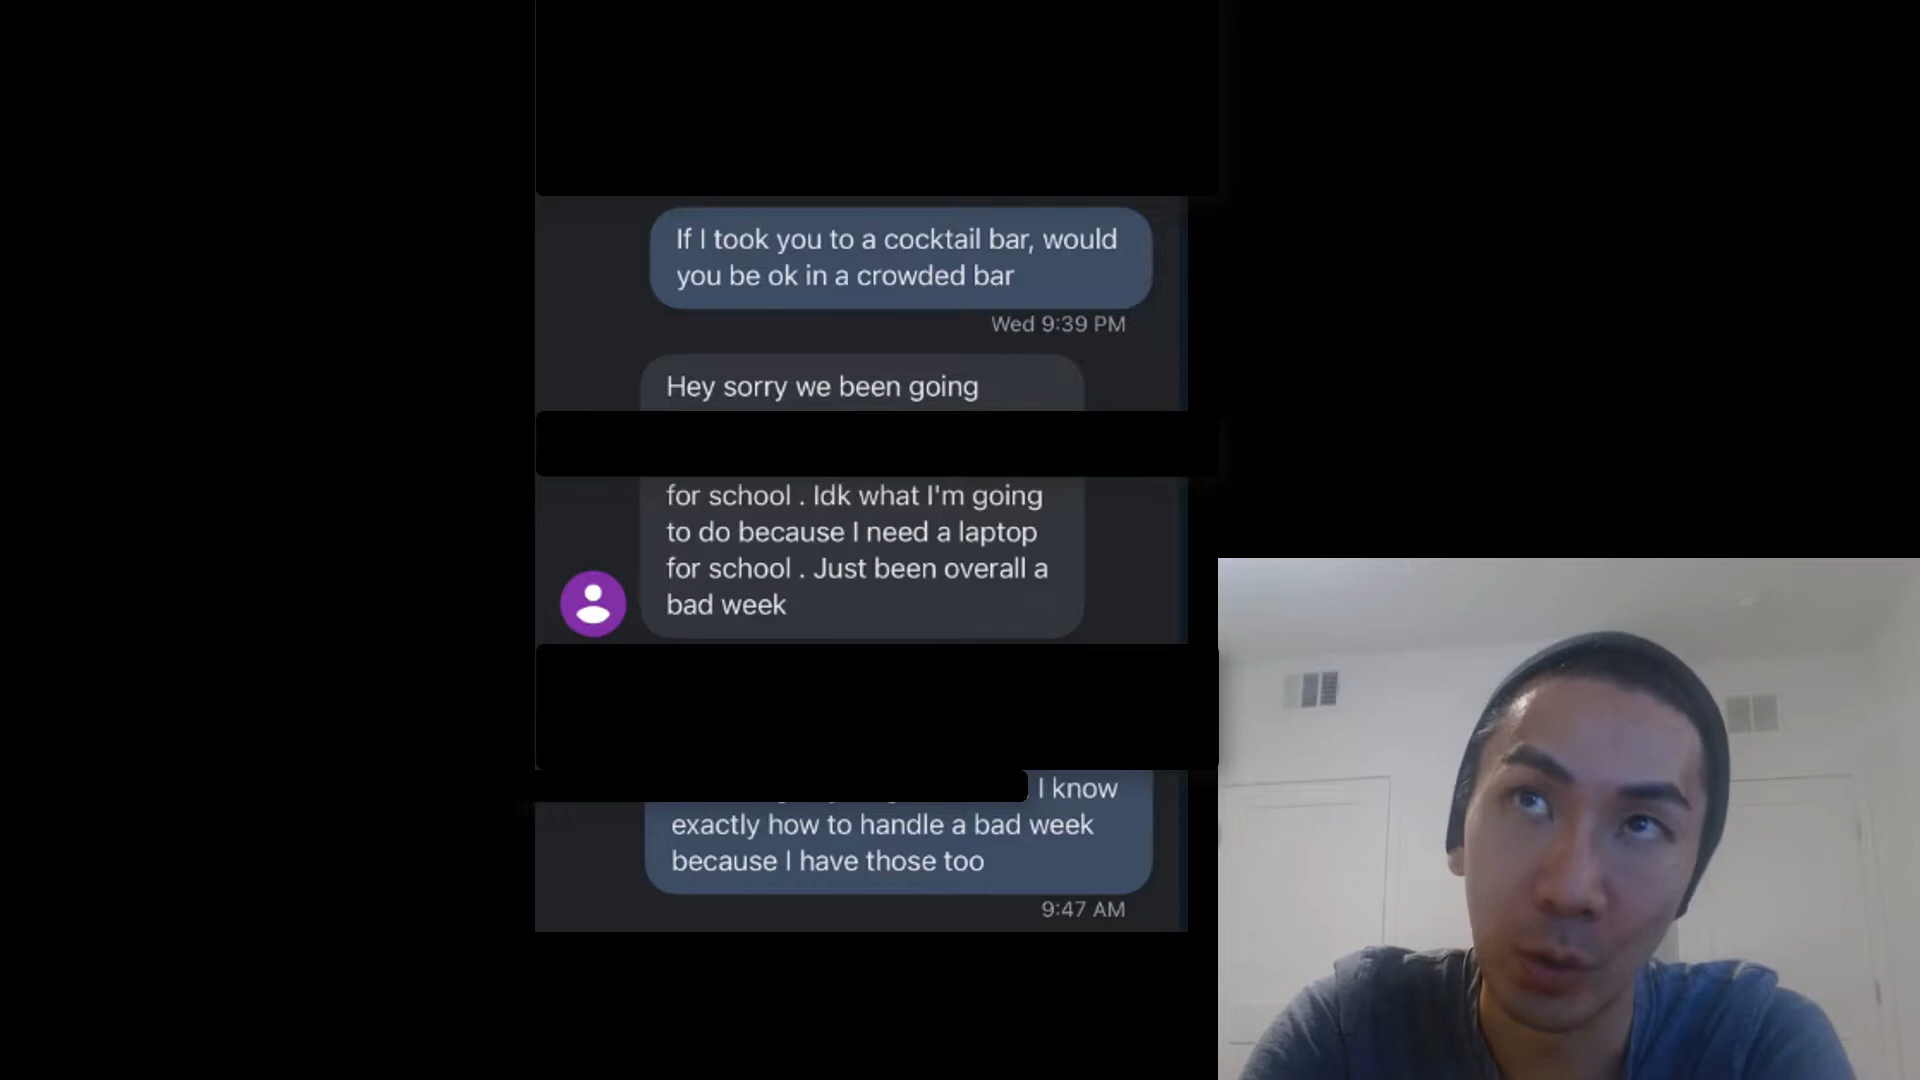 If I took you to a cocktail bar, would
you be ok in a crowded bar
Wed 9:39 PM
Hey sorry we been going
for school . Idk what I'm going
to do because I need a laptop
for school . Just been overall a
bad week
I know
exactly how to handle a bad week
because I have those too
9:47 AM